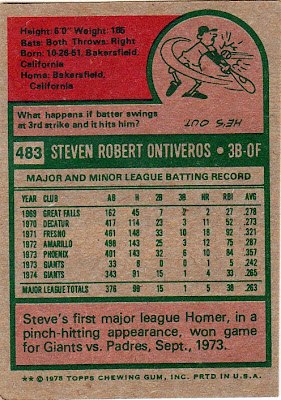 Height: 6'0" Weight: 185
Bats: Both Throws: Right
Born: 10-26-51, Bakersfield,
California
Home: Bakersfield,
California
What happens if batter swings
at 3rd strike and it hits him?
HE'S OUT
483 STEVEN ROBERT ONTIVEROS • 3B-OF
MAJOR AND MINOR LEAGUE BATTING RECORD
YEAR CLUB AB H 2B 3B HR RBI AVG.
1969 GREAT FALLS 162 45 7 2 2 27 .278
1970 DECATUR 417 114 23 3 11 52 .273
1971 FRESNO 461 148
1972 AMARILLO 498 143 25 3 12 75 .287
1973 PHOENIX 401 143 32 6 10 84 .357
1973 GIANTS 33 8 0 0 1 5 .242
1974 GIANTS 343 91 15 1 4 33 .265
MAJOR LEAGUE TOTALS 376 99 15 1 5 38 .263
Steve's first major league Homer, in a
pinch-hitting appearance, won game
for Giants vs. Padres, Sept., 1973.
** © 1975 TOPPS CHEWING GUM, INC. PRTD IN U.S.A.